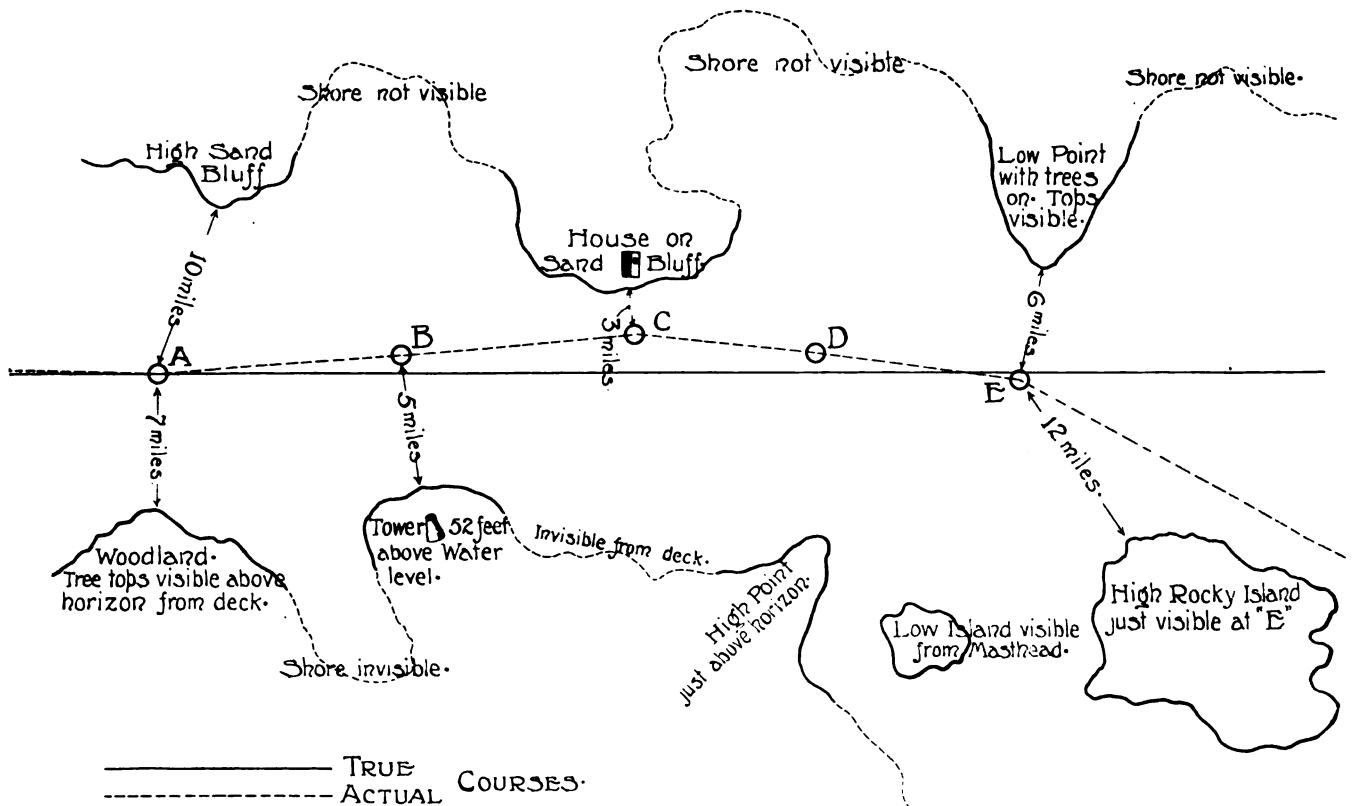 Shore not visible
Shore not visible
Shore not visible.
High Sand
Bluff
Low Point
with trees
on. Tops
visible.
House on
Sand Bluff
10 miles
3 miles.
6 miles
A
B
C
D
E
7 miles
5 miles
12 miles.
Woodland.
Tree tops visible above
horizon from deck.
Tower 52 feet
above Water
level.
Invisible from deck.
High Point
just above horizon.
Low Island visible
from Masthead.
High Rocky Island
just visible at "E"
Shore invisible.
TRUE
ACTUAL
COURSES.